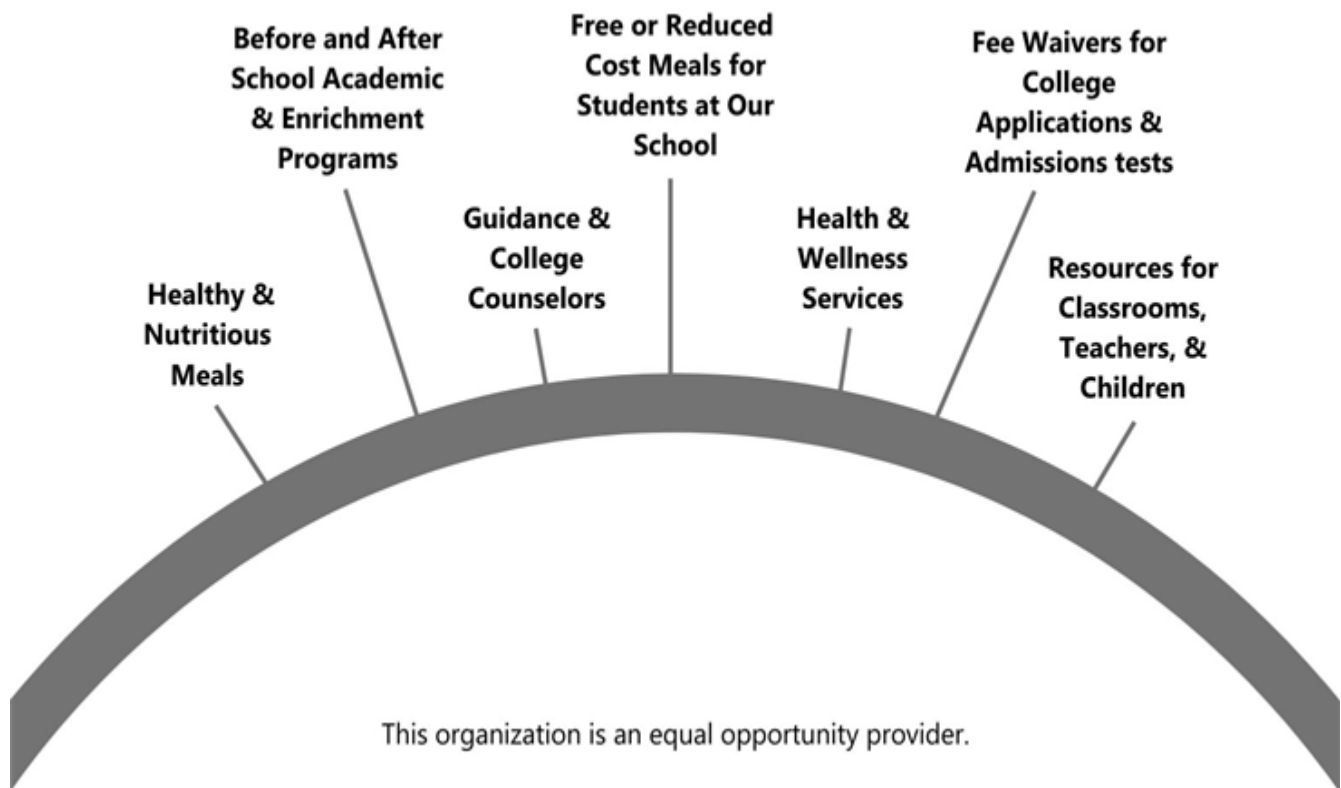 Healthy &
Nutritious
Meals
Before and After
School Academic
& Enrichment
Programs
Guidance &
College
Counselors
Free or Reduced
Cost Meals for
Students at Our
School
Health &
Wellness
Services
Fee Waivers for
College
Applications &
Admissions tests
Resources for
Classrooms,
Teachers, &
Children
This organization is an equal opportunity provider.